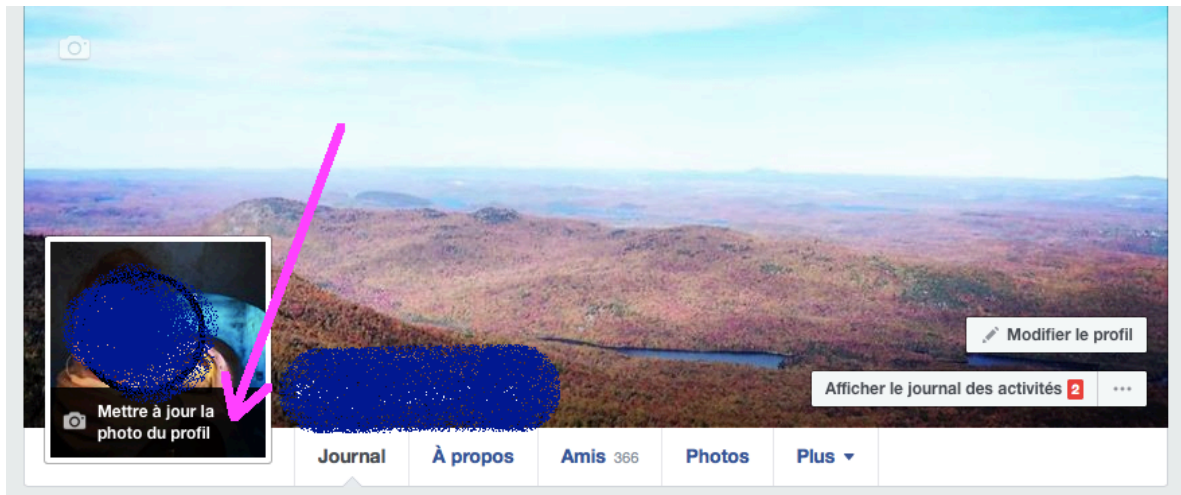 Modifier le profil
Afficher le journal des activités 2 ...
Mettre à jour la
photo du profil
Journal À propos Amis 366 Photos Plus